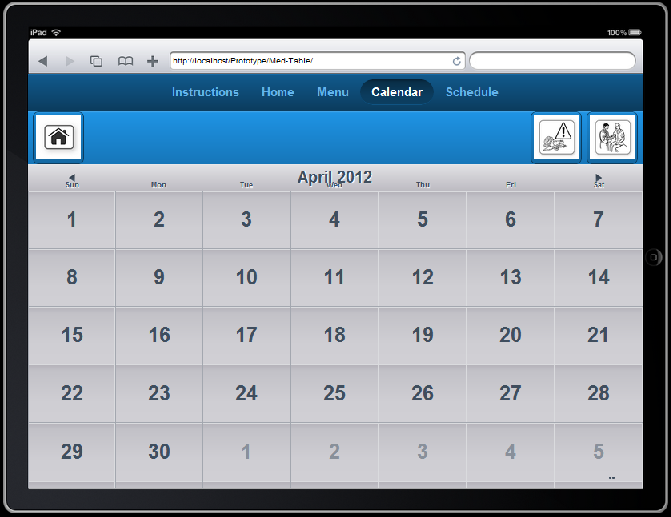 iPad 100%
http://localhost/Prototype/Med-Table/
Instructions Home Menu Calendar Schedule
April 2012
Sun Mon Tue Wed Thu Fri Sat
1 2 3 4 5 6 7
8 9 10 11 12 13 14
15 16 17 18 19 20 21
22 23 24 25 26 27 28
29 30 1 2 3 4 5